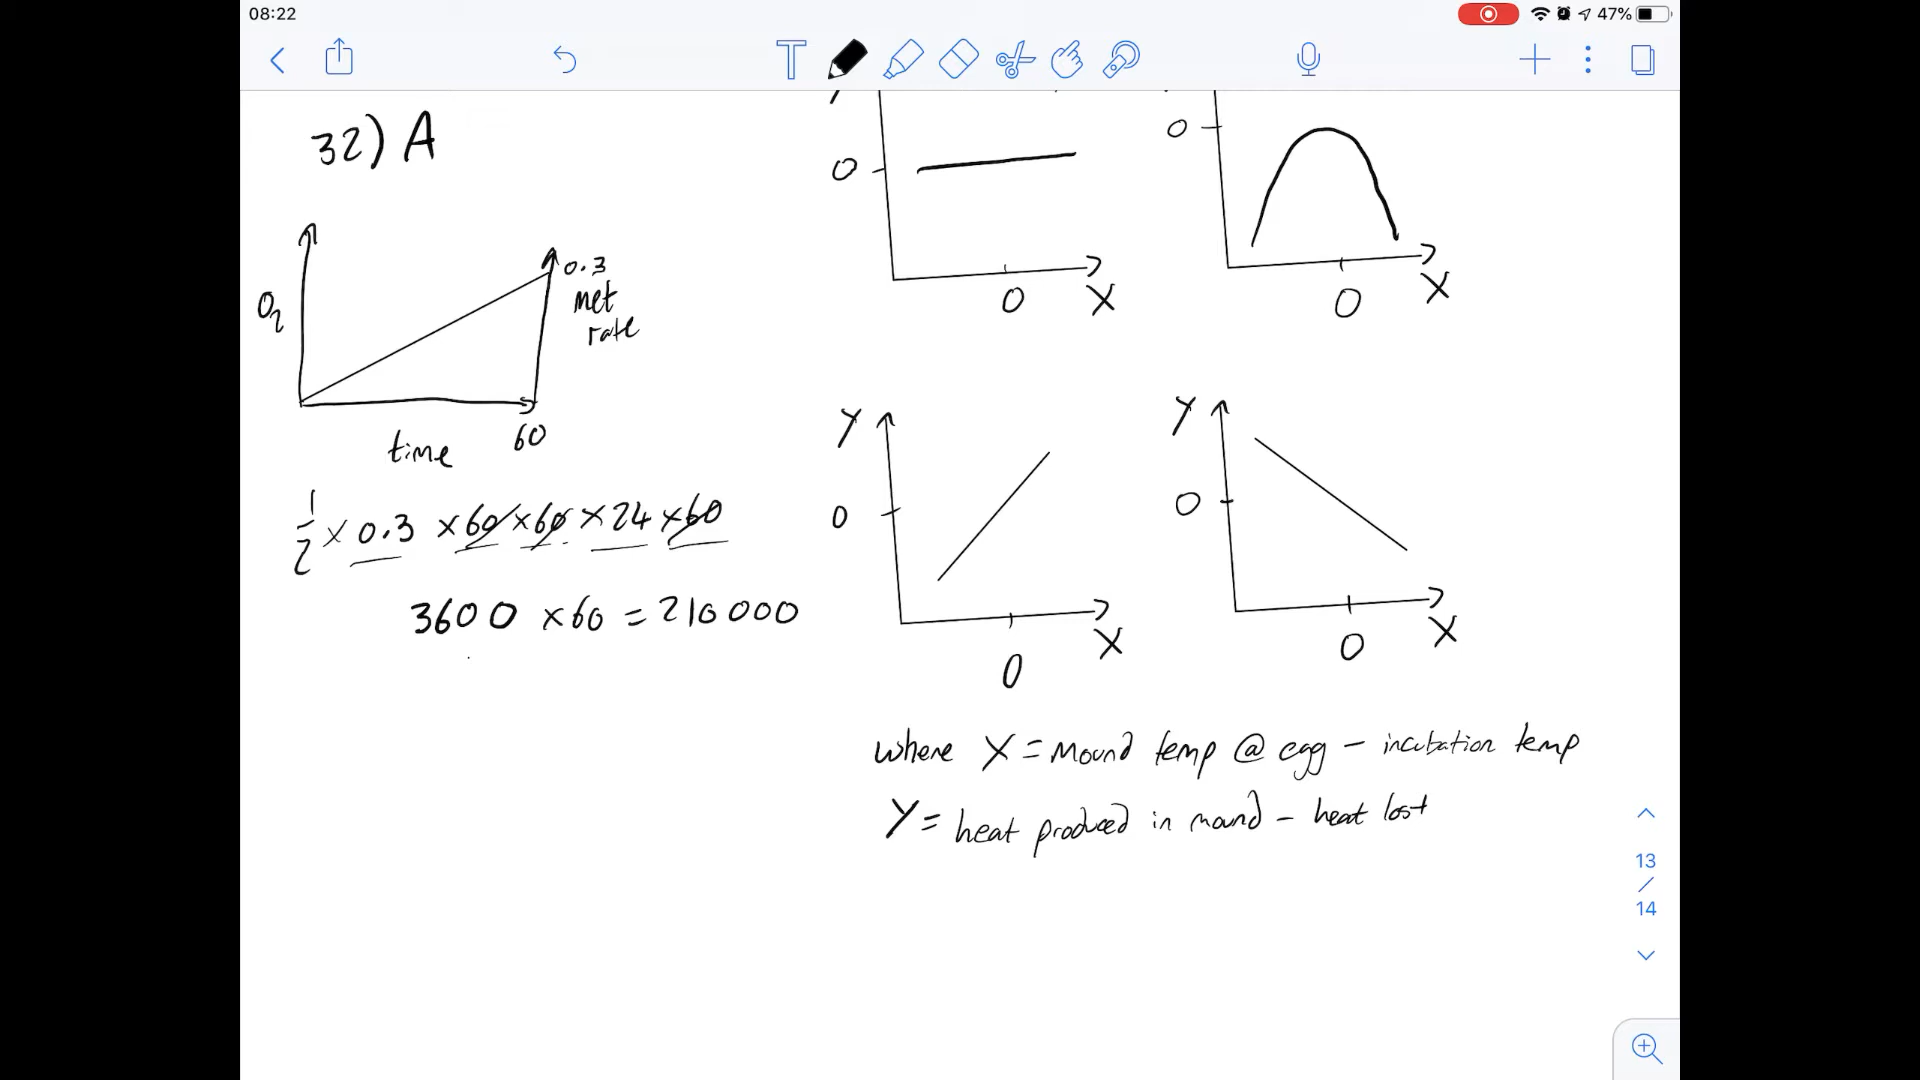 08:22
47%
T
32) A
0.3
met
rate
O₂
time
60
1/2 × 0.3 × 60 × 60 × 24 × 60
3600 × 60 = 210000
0
0
X
0
0
X
Y
0
0
X
Y
0
0
X
where X = Mound temp @ egg - incubation temp
Y = heat produced in mound - heat lost
13
/
14